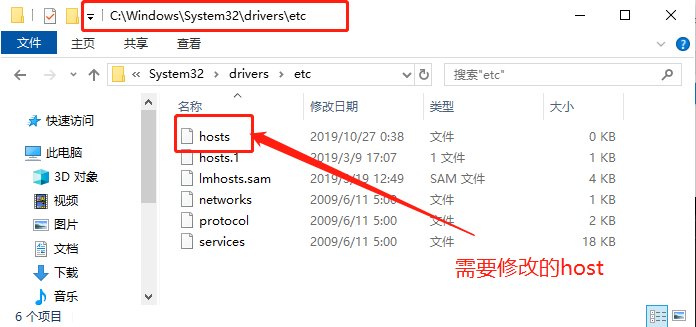 C:\Windows\System32\drivers\etc
文件 主页 共享 查看
« System32 drivers etc 搜索"etc"
名称 修改日期 类型 大小
快速访问
此电脑
3D 对象
视频
图片
文档
下载
音乐
hosts 2019/10/27 0:38 文件 0 KB
hosts.1 2019/3/9 17:07 1 文件 1 KB
lmhosts.sam 2019/3/19 12:49 SAM 文件 4 KB
networks 2009/6/11 5:00 文件 1 KB
protocol 2009/6/11 5:00 文件 2 KB
services 2009/6/11 5:00 文件 18 KB
需要修改的host
6 个项目